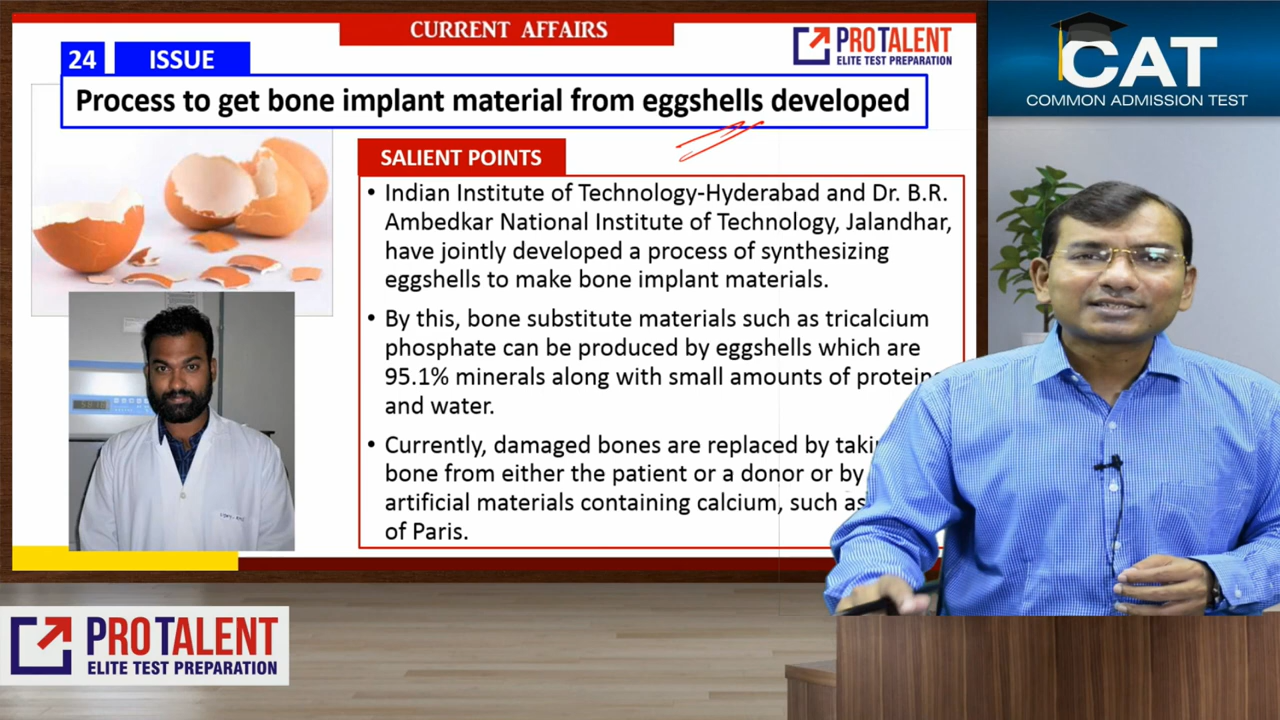 CURRENT AFFAIRS
PROTALENT
ELITE TEST PREPARATION
24 ISSUE
Process to get bone implant material from eggshells developed
SALIENT POINTS
• Indian Institute of Technology-Hyderabad and Dr. B.R.
Ambedkar National Institute of Technology, Jalandhar,
have jointly developed a process of synthesizing
eggshells to make bone implant materials.
• By this, bone substitute materials such as tricalcium
phosphate can be produced by eggshells which are
95.1% minerals along with small amounts of protein
and water.
• Currently, damaged bones are replaced by
bone from either the patient or a donor or by
artificial materials containing calcium, such as
of Paris.
CAT
COMMON ADMISSION TEST
PROTALENT
ELITE TEST PREPARATION